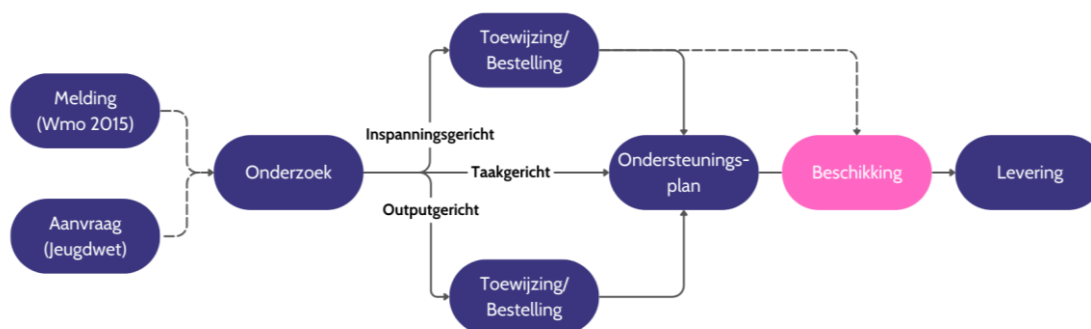 Toewijzing/
Bestelling
Melding
(Wmo 2015)
Inspanningsgericht
Onderzoek
Taakgericht
Ondersteunings-
plan
Beschikking
Levering
Outputgericht
Aanvraag
(Jeugdwet)
Toewijzing/
Bestelling